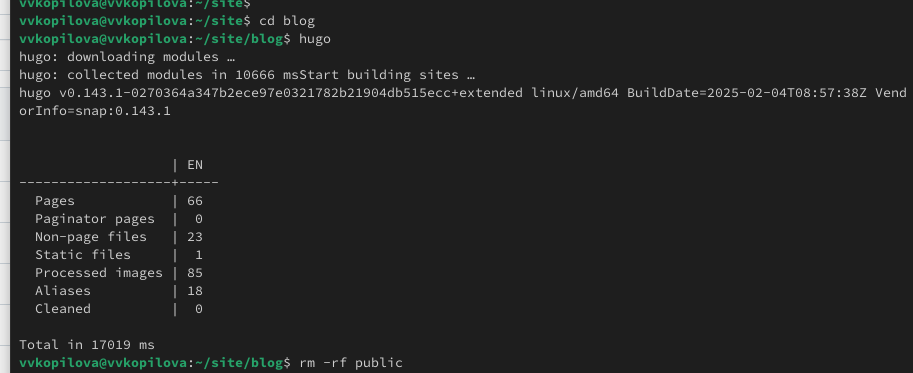 vvkopilova@vvkopilova:~/site$
vvkopilova@vvkopilova:~/site$ cd blog
vvkopilova@vvkopilova:~/site/blog$ hugo
hugo: downloading modules …
hugo: collected modules in 10666 msStart building sites …
hugo v0.143.1-0270364a347b2ece97e0321782b21904db515ecc+extended linux/amd64 BuildDate=2025-02-04T08:57:38Z Vend
orInfo=snap:0.143.1
                   | EN
-------------------+-----
  Pages            | 66
  Paginator pages  |  0
  Non-page files   | 23
  Static files     |  1
  Processed images | 85
  Aliases          | 18
  Cleaned          |  0
Total in 17019 ms
vvkopilova@vvkopilova:~/site/blog$ rm -rf public